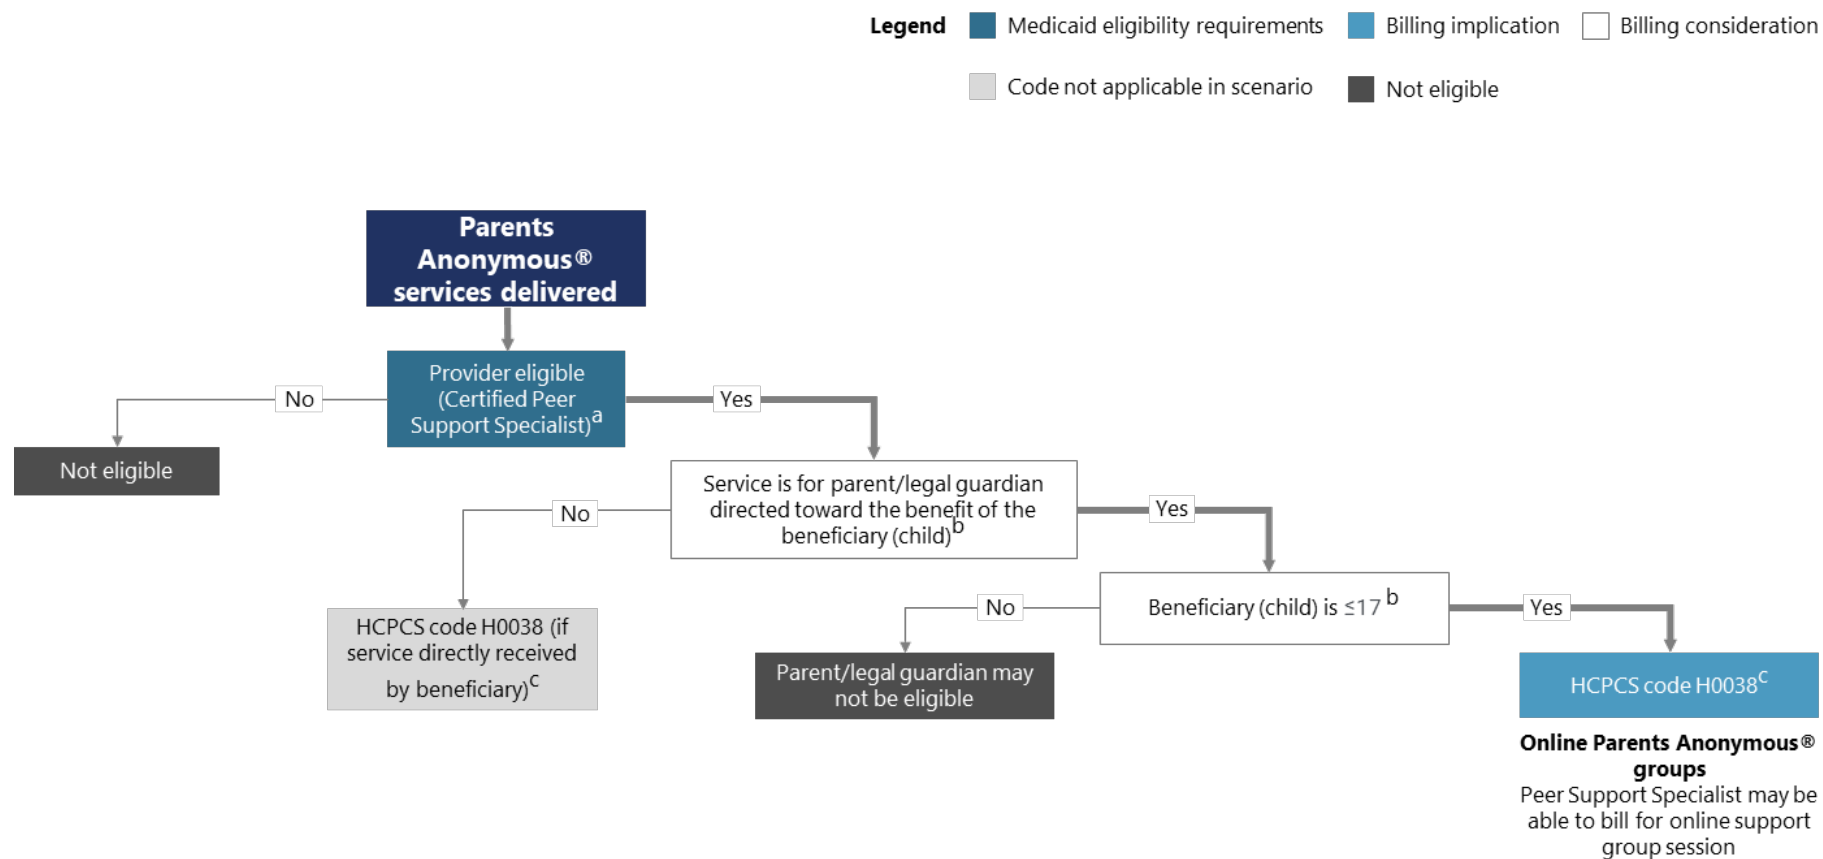 Legend
Medicaid eligibility requirements
Billing implication
Billing consideration
Code not applicable in scenario
Not eligible
Parents
Anonymous®
services delivered
Provider eligible
(Certified Peer
Support Specialist)a
No
Yes
Not eligible
Service is for parent/legal guardian
directed toward the benefit of the
beneficiary (child)b
No
Yes
HCPCS code H0038 (if
service directly received
by beneficiary)c
Beneficiary (child) is ≤17 b
No
Yes
Parent/legal guardian may
not be eligible
HCPCS code H0038c
Online Parents Anonymous®
groups
Peer Support Specialist may be
able to bill for online support
group session